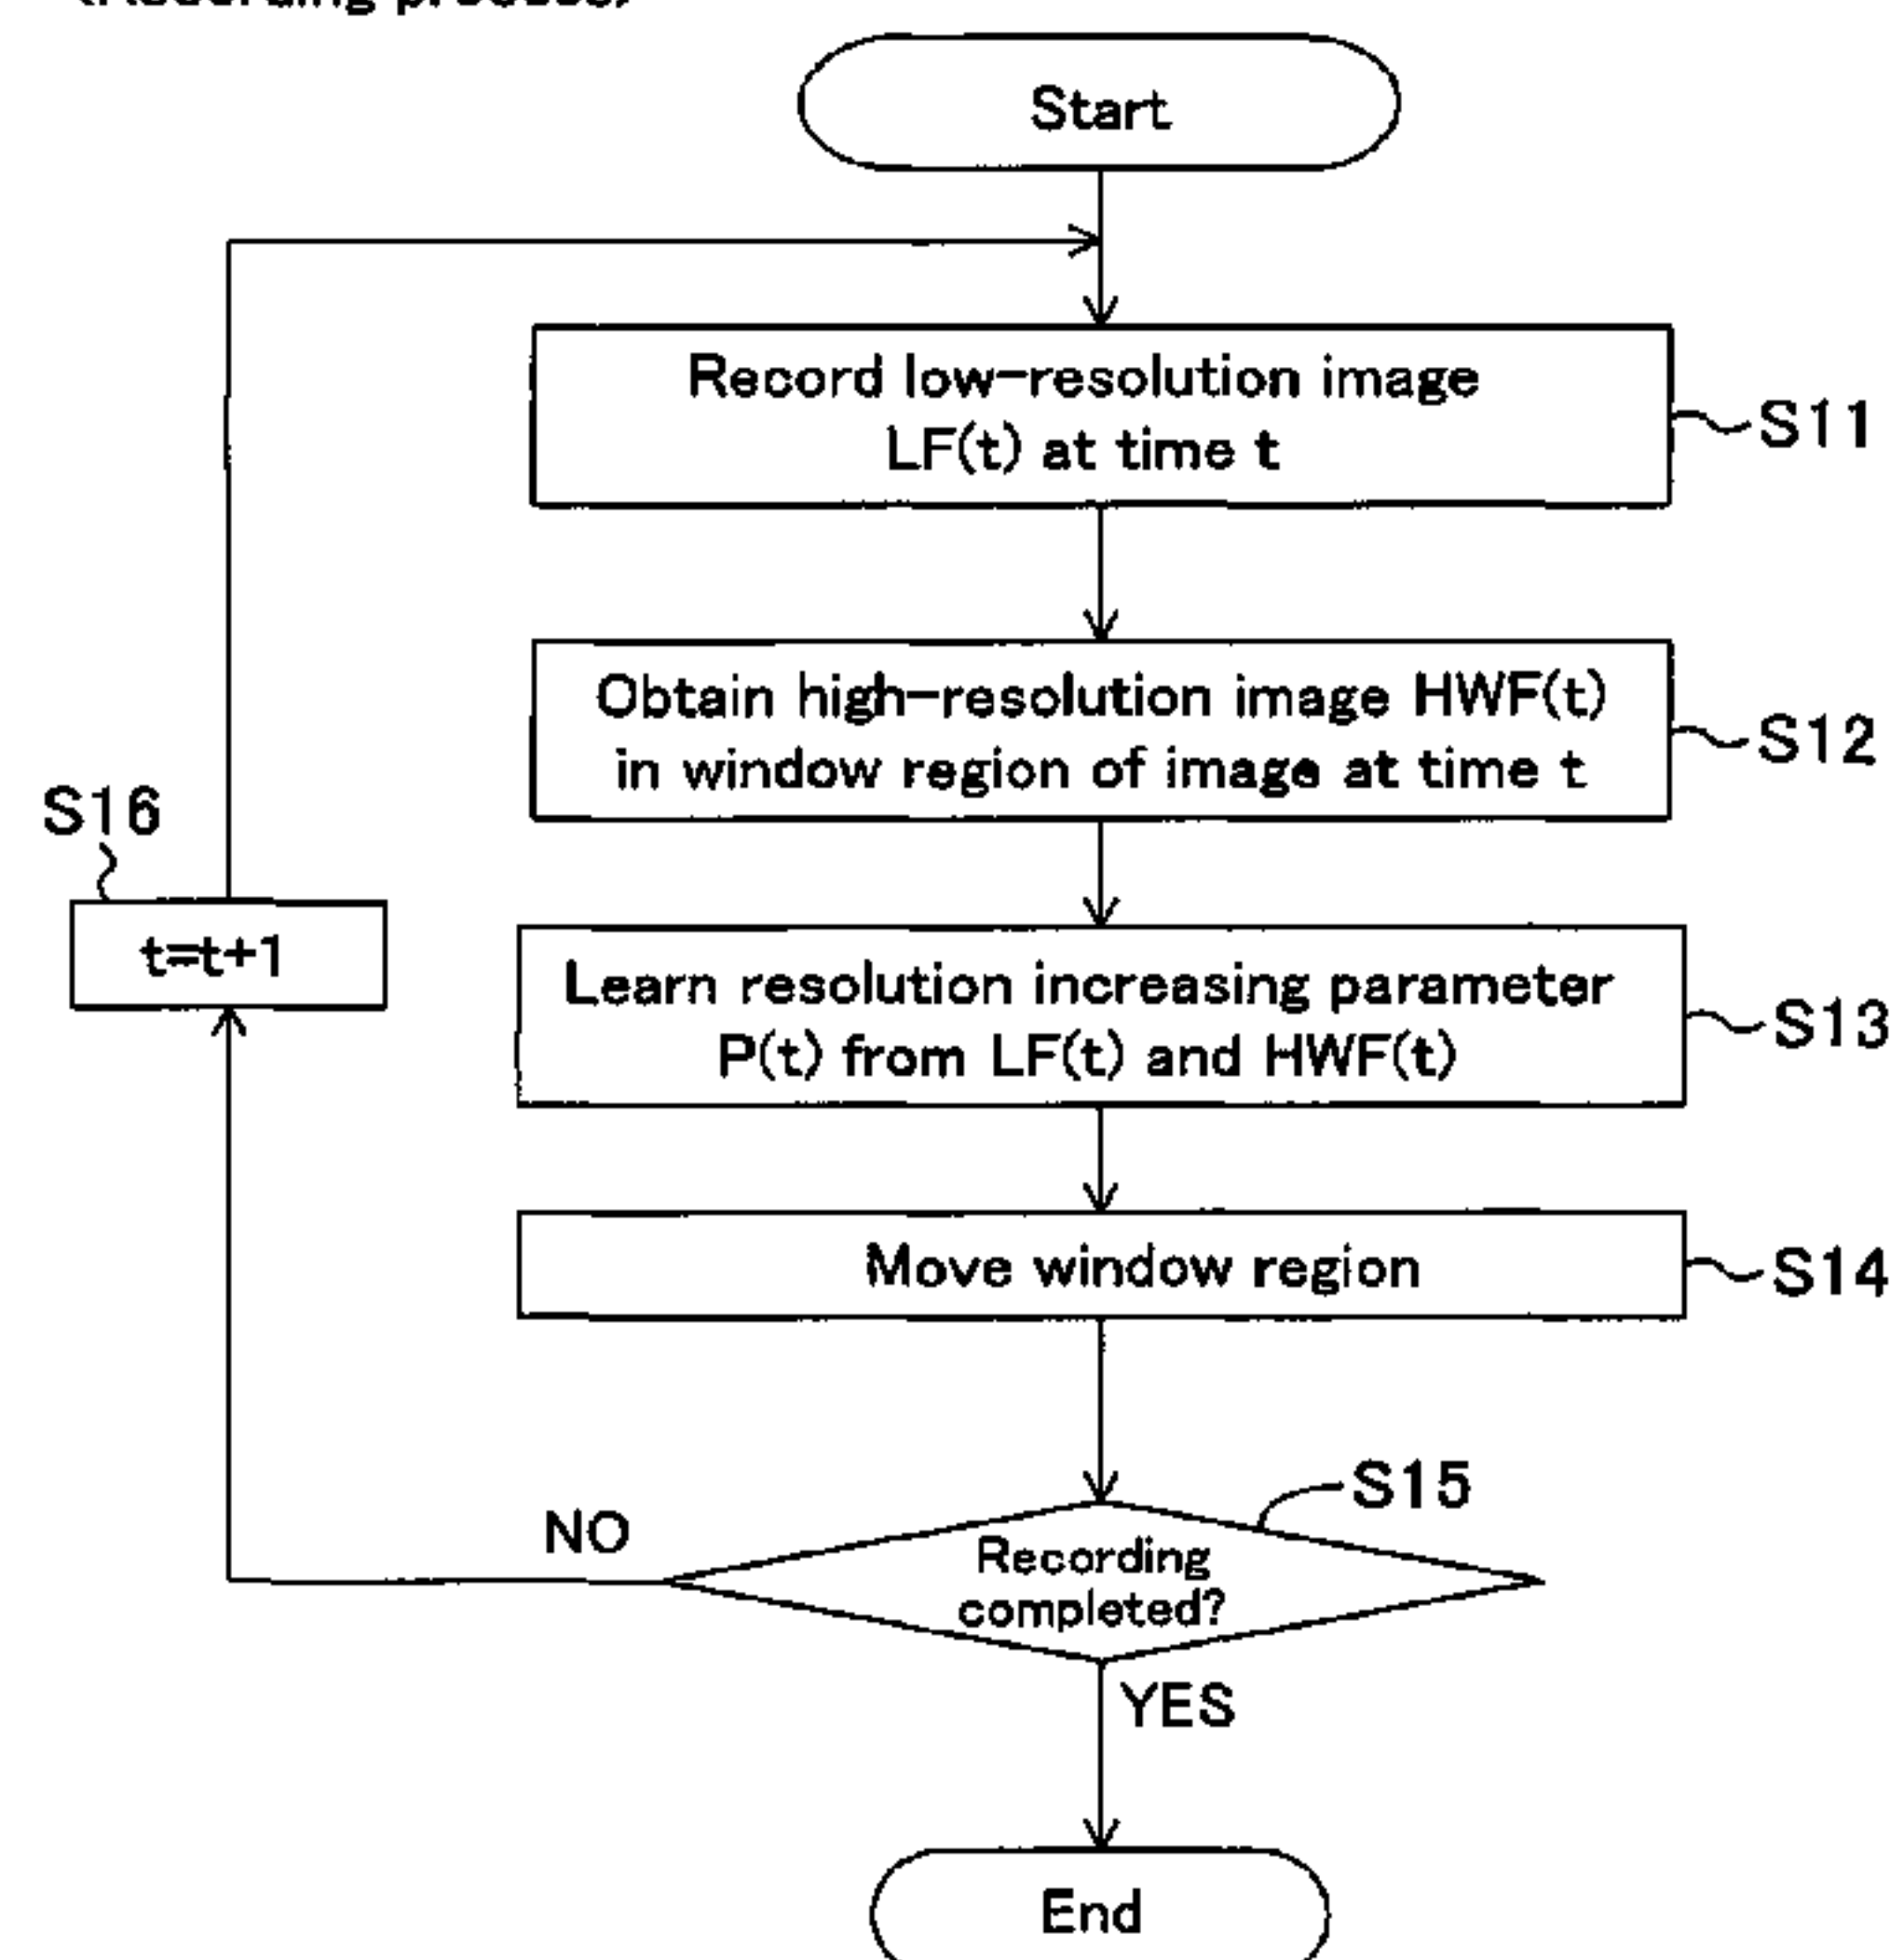 Start
Record low-resolution image
LF(t) at time t
S11
Obtain high-resolution image HWF(t)
in window region of image at time t
S12
S16
t=t+1
Learn resolution increasing parameter
P(t) from LF(t) and HWF(t)
S13
Move window region
S14
S15
NO
Recording
completed?
YES
End